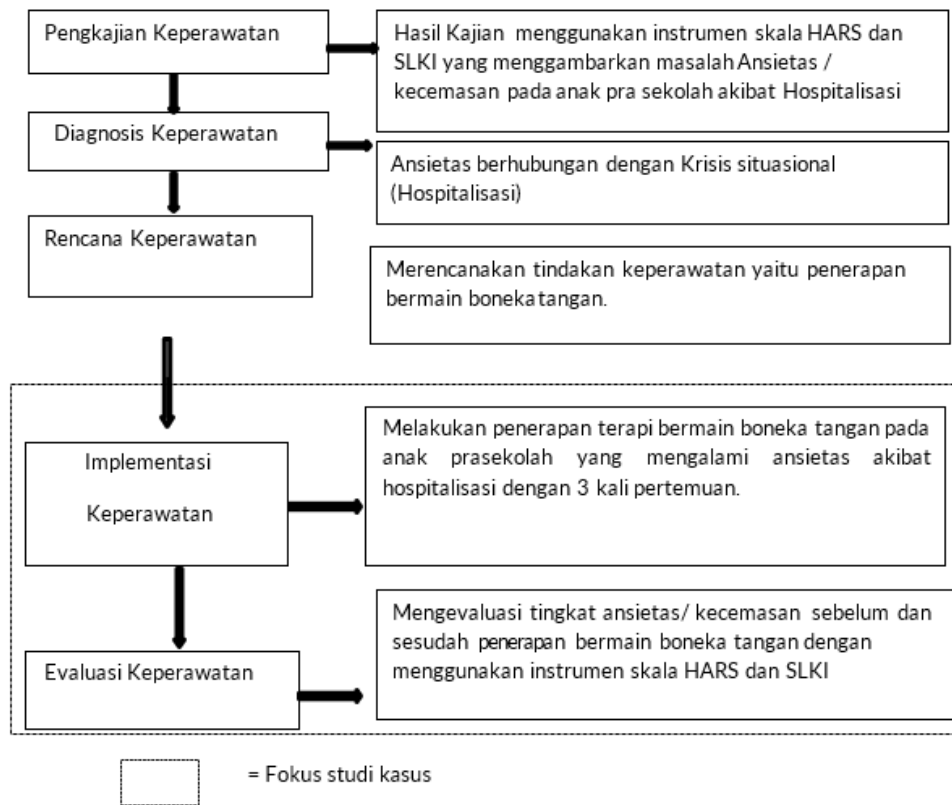 Pengkajian Keperawatan
Hasil Kajian menggunakan instrumen skala HARS dan
SLKI yang menggambarkan masalah Ansietas /
kecemasan pada anak pra sekolah akibat Hospitalisasi
Diagnosis Keperawatan
Ansietas berhubungan dengan Krisis situasional
(Hospitalisasi)
Rencana Keperawatan
Merencanakan tindakan keperawatan yaitu penerapan
bermain boneka tangan.
Implementasi
Keperawatan
Melakukan penerapan terapi bermain boneka tangan pada
anak prasekolah yang mengalami ansietas akibat
hospitalisasi dengan 3 kali pertemuan.
Evaluasi Keperawatan
Mengevaluasi tingkat ansietas/ kecemasan sebelum dan
sesudah penerapan bermain boneka tangan dengan
menggunakan instrumen skala HARS dan SLKI
= Fokus studi kasus